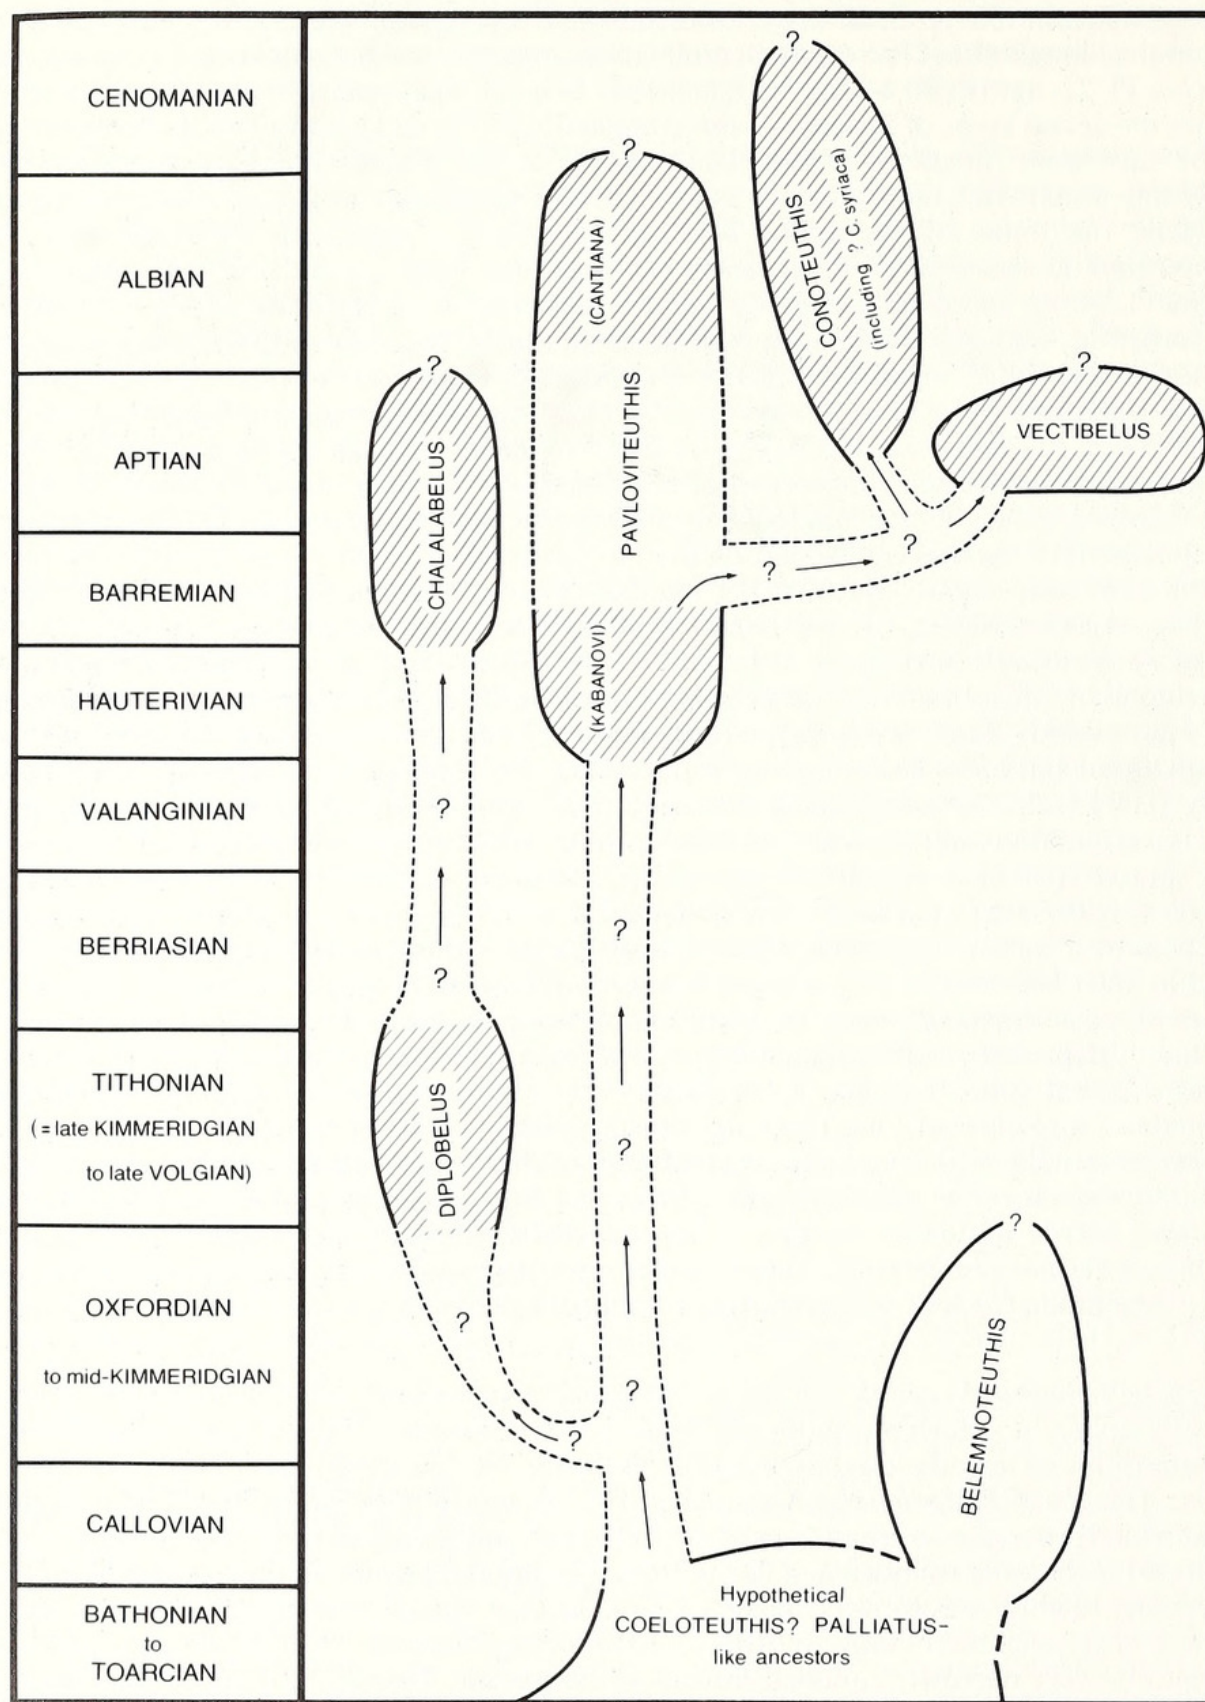 CENOMANIAN
ALBIAN
APTIAN
BARREMIAN
HAUTERIVIAN
VALANGINIAN
BERRIASIAN
TITHONIAN
(=late KIMMERIDGIAN
to late VOLGIAN)
OXFORDIAN
to mid-KIMMERIDGIAN
CALLOVIAN
BATHONIAN
to
TOARCIAN
?
CONOTEUTHIS
(including ? C. syriaca)
?
(CANTIANA)
PAVLOVITEUTHIS
(KABANOVI)
?
CHALALABELUS
?
VECTIBELUS
?
?
?
?
?
?
?
DIPLOBELUS
?
?
?
?
BELEMNOTEUTHIS
Hypothetical
COELOTEUTHIS? PALLIATUS-
like ancestors